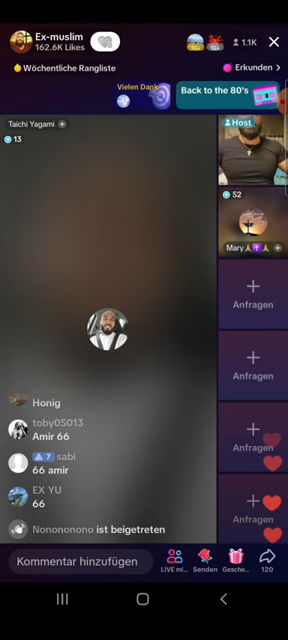 Ex-muslim
162.6K Likes
1.1K
Wöchentliche Rangliste
Erkunden >
Vielen Dank
Back to the 80's
Taichi Yagami +
13
Host
52
Mary
Anfragen
Anfragen
Anfragen
Anfragen
Honig
toby05013
Amir 66
7 sabi
66 amir
EX YU
66
Nonononono ist beigetreten
Kommentar hinzufügen
LIVE mi...
Senden
Gesche...
120